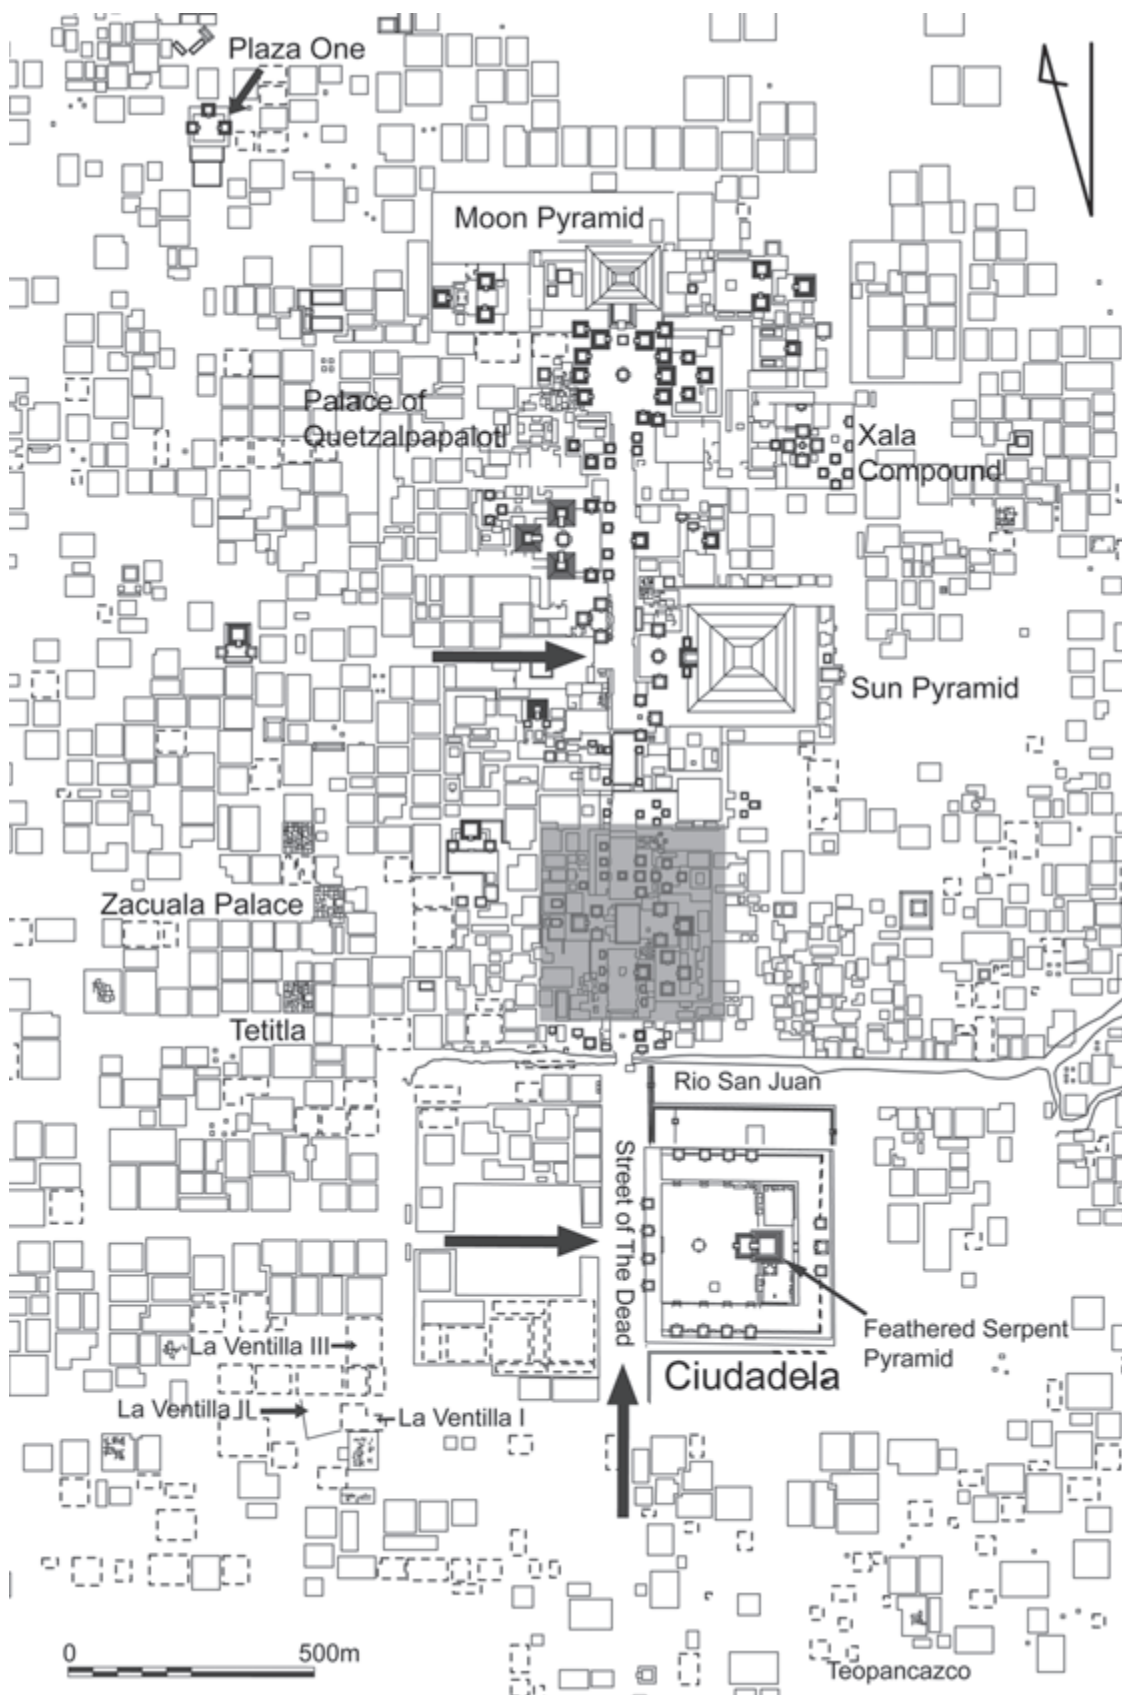 Plaza One
Moon Pyramid
Palace of
Quetzalpapalotl
Xala
Compound
Sun Pyramid
Zacuala Palace
Tetitla
Rio San Juan
Street of The Dead
Feathered Serpent
Pyramid
La Ventilla III
Ciudadela
La Ventilla II
La Ventilla I
0 500m
Teopancazco